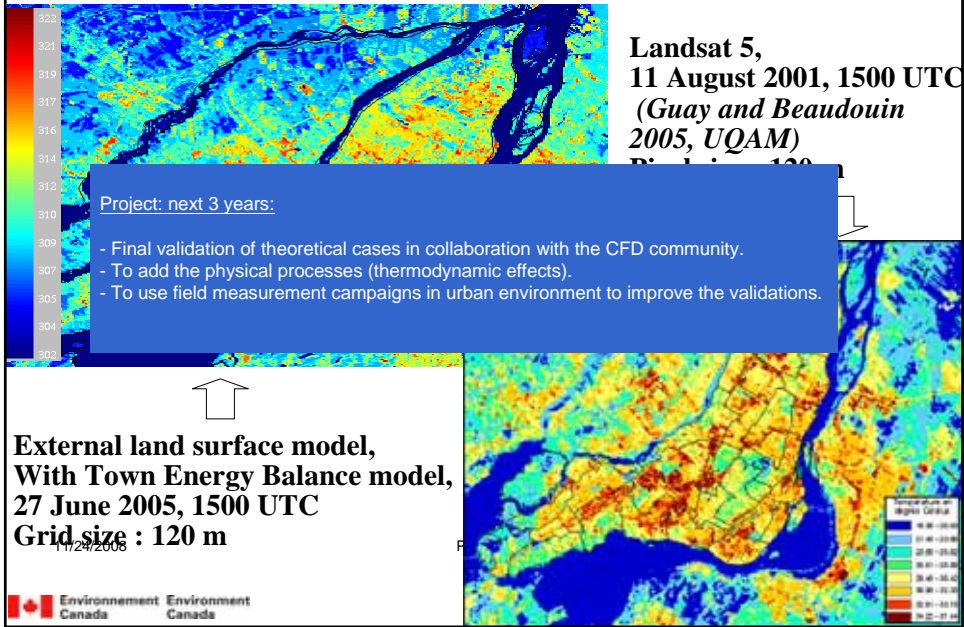 322
321
319
317
316
314
312
310
309
307
305
304
302
Landsat 5,
11 August 2001, 1500 UTC
(Guay and Beaudouin
2005, UQAM)
Project: next 3 years:
- Final validation of theoretical cases in collaboration with the CFD community.
- To add the physical processes (thermodynamic effects).
- To use field measurement campaigns in urban environment to improve the validations.
External land surface model,
With Town Energy Balance model,
27 June 2005, 1500 UTC
Grid size : 120 m
11/24/2008
Environnement Environment
Canada Canada
Température en
degrés Celsius